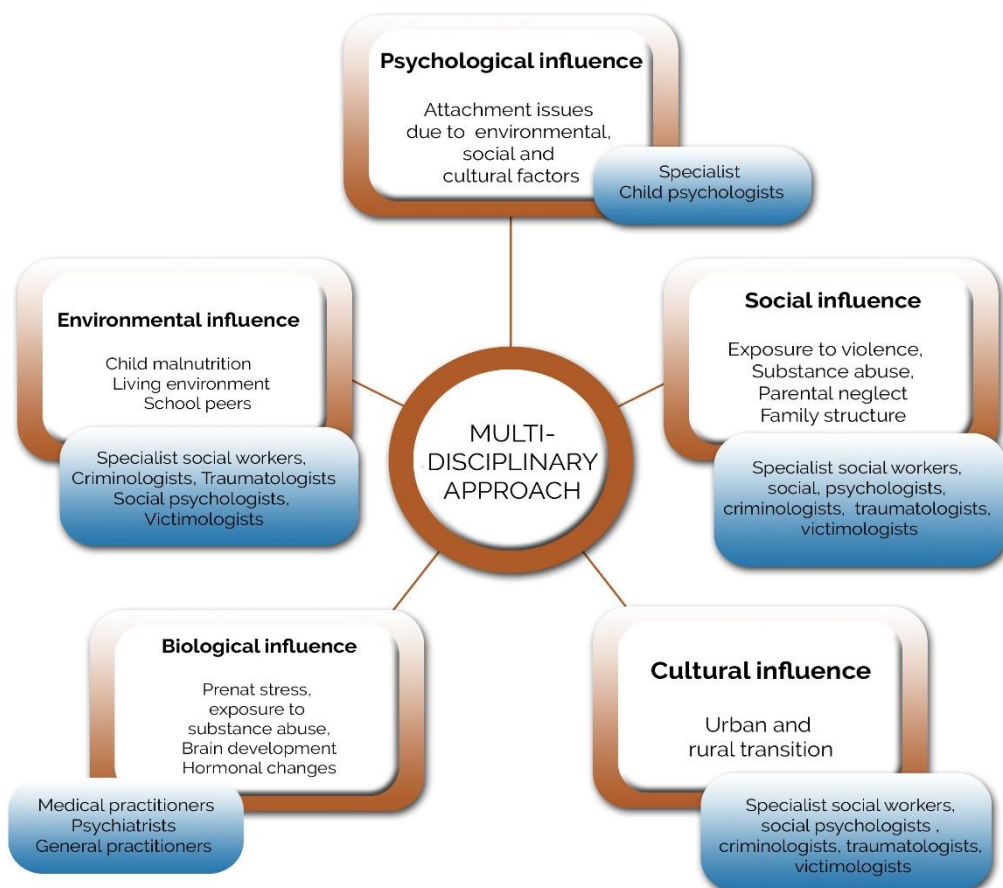 Psychological influence
Attachment issues
due to environmental,
social and
cultural factors
Specialist
Child psychologists
Environmental influence
Child malnutrition
Living environment
School peers
Specialist social workers,
Criminologists, Traumatologists
Social psychologists,
Victimologists
Social influence
Exposure to violence,
Substance abuse,
Parental neglect
Family structure
Specialist social workers,
social, psychologists,
criminologists, traumatologists,
victimologists
MULTI-
DISCIPLINARY
APPROACH
Biological influence
Prenat stress,
exposure to
substance abuse,
Brain development
Hormonal changes
Medical practitioners
Psychiatrists
General practitioners
Cultural influence
Urban and
rural transition
Specialist social workers,
social psychologists ,
criminologists, traumatologists,
victimologists